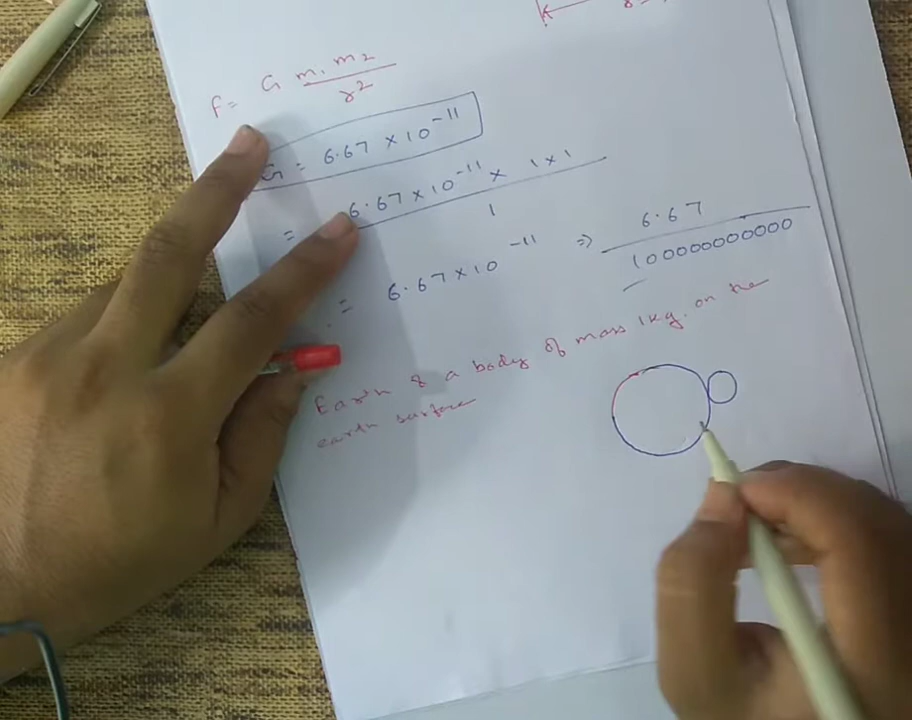 F = G m1 m2 / r²
G = 6.67 × 10⁻¹¹
= 6.67 × 10⁻¹¹ × 1 × 1 / 1
= 6.67 × 10⁻¹¹ ⇒ 6.67 / 100000000000
Earth & a body of mass 1kg. on the
earth surface